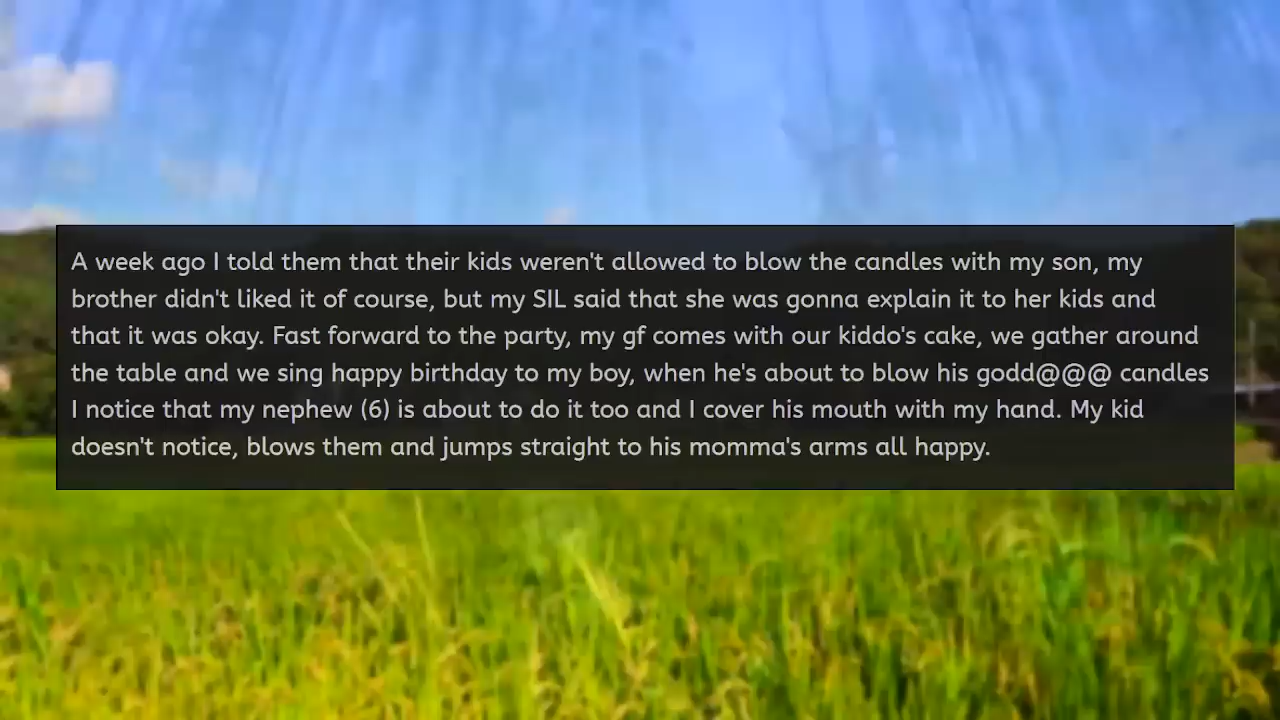 A week ago I told them that their kids weren't allowed to blow the candles with my son, my
brother didn't liked it of course, but my SIL said that she was gonna explain it to her kids and
that it was okay. Fast forward to the party, my gf comes with our kiddo's cake, we gather around
the table and we sing happy birthday to my boy, when he's about to blow his godd@@@ candles
I notice that my nephew (6) is about to do it too and I cover his mouth with my hand. My kid
doesn't notice, blows them and jumps straight to his momma's arms all happy.